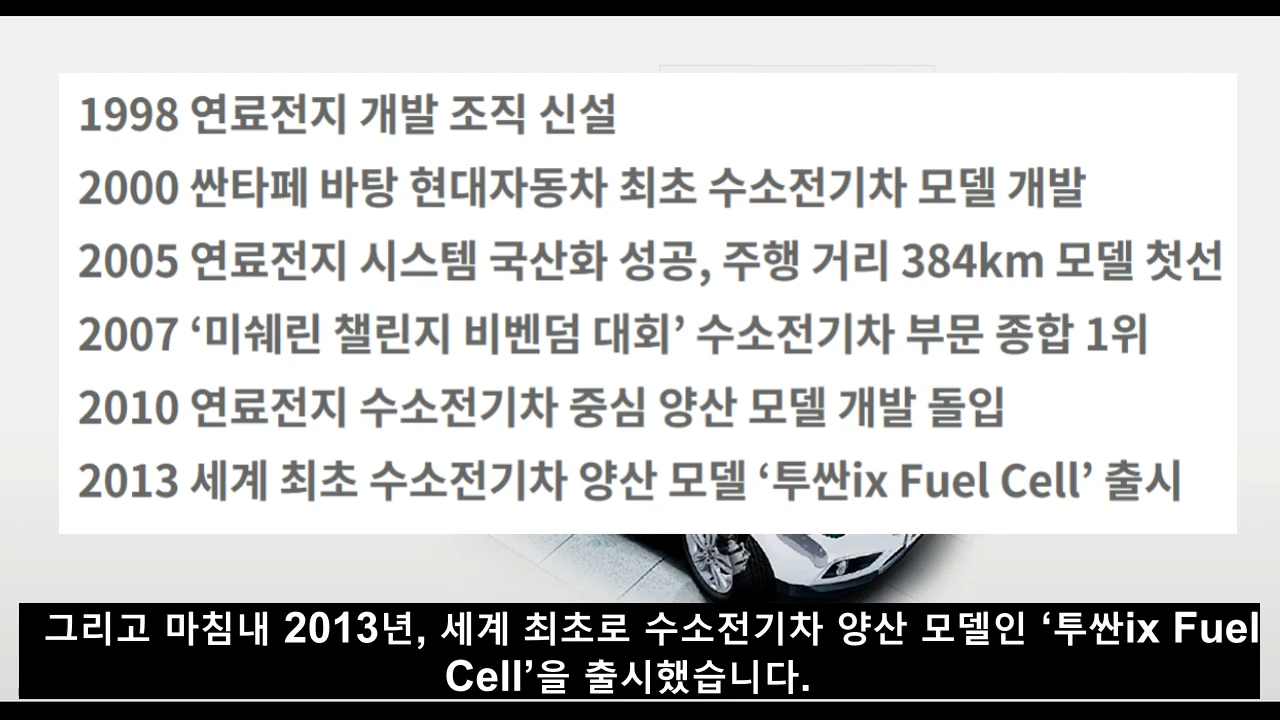 1998 연료전지 개발 조직 신설
2000 싼타페 바탕 현대자동차 최초 수소전기차 모델 개발
2005 연료전지 시스템 국산화 성공, 주행 거리 384km 모델 첫선
2007 ‘미쉐린 챌린지 비벤덤 대회’ 수소전기차 부문 종합 1위
2010 연료전지 수소전기차 중심 양산 모델 개발 돌입
2013 세계 최초 수소전기차 양산 모델 ‘투싼ix Fuel Cell’ 출시
그리고 마침내 2013년, 세계 최초로 수소전기차 양산 모델인 ‘투싼ix Fuel
Cell’을 출시했습니다.